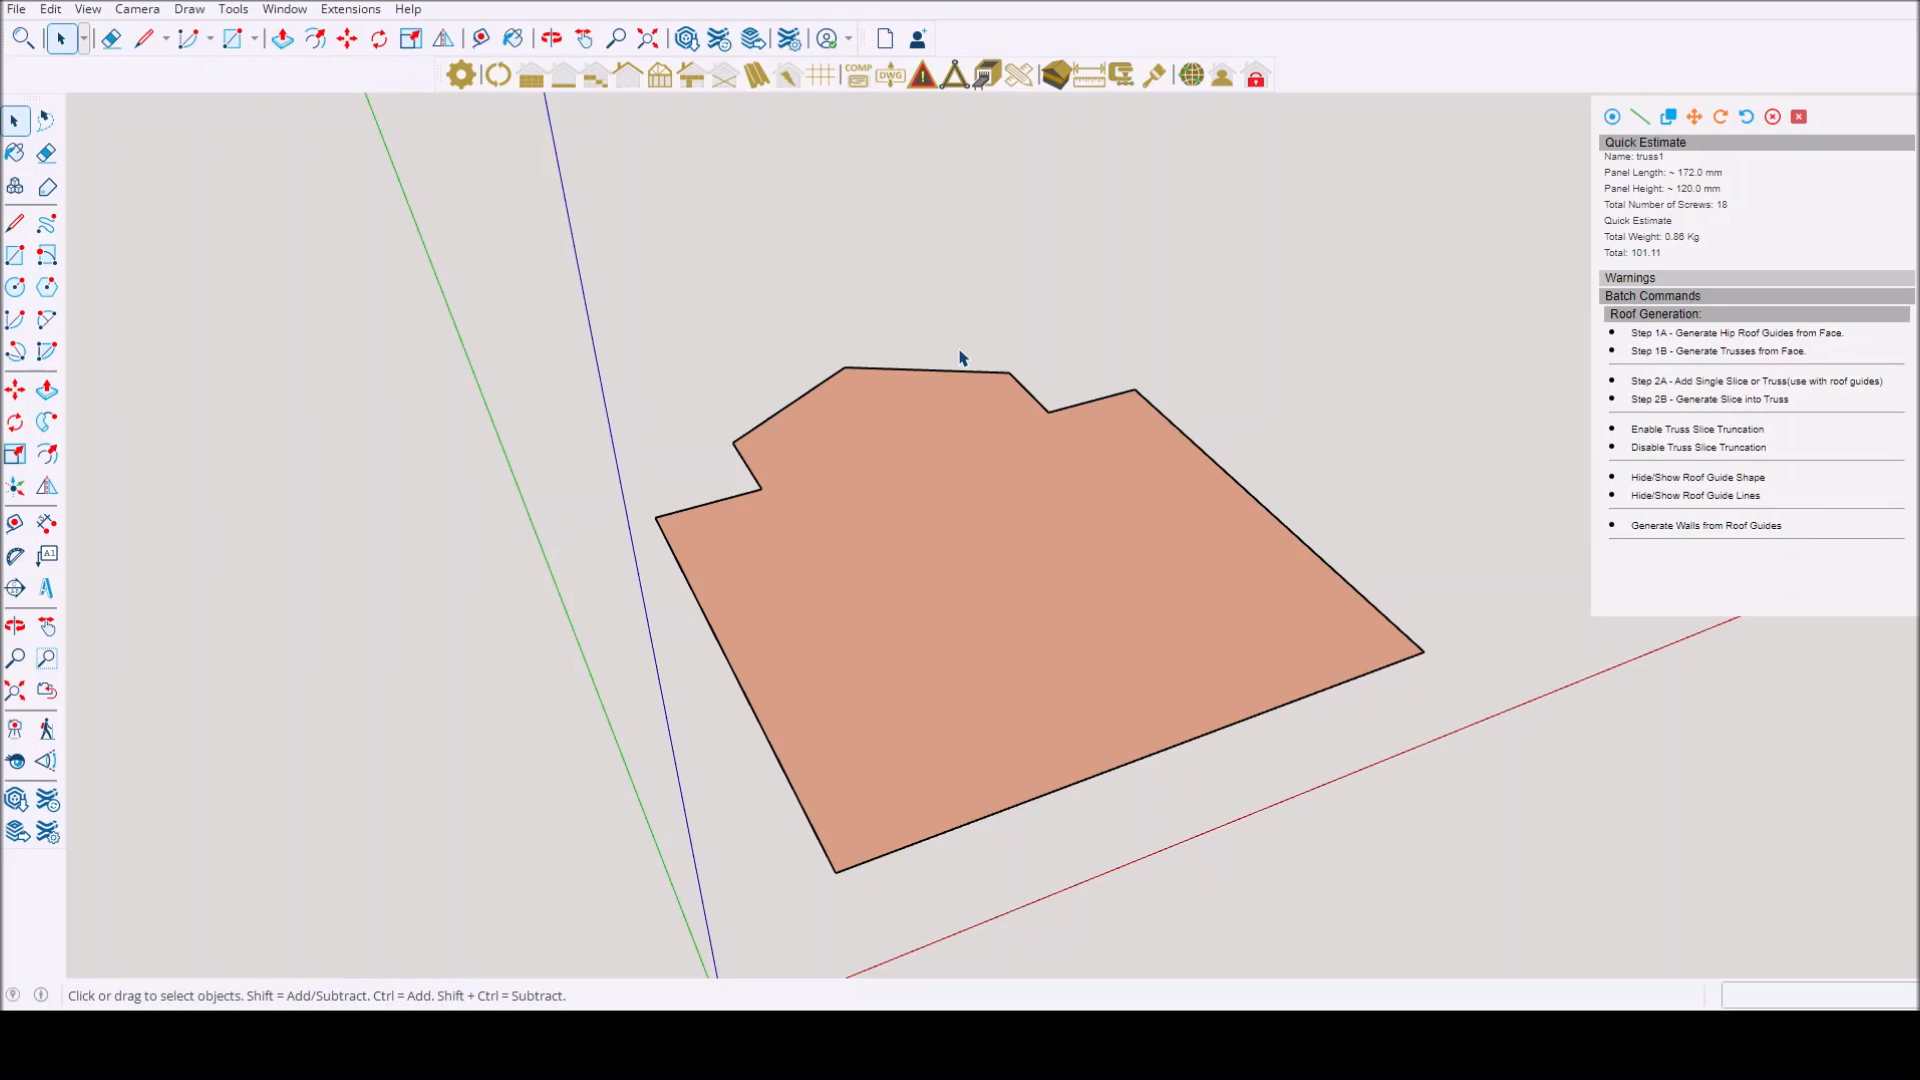 File Edit View Camera Draw Tools Window Extensions Help
COMP DWG
Quick Estimate
Name: truss1
Panel Length: ~ 172.0 mm
Panel Height: ~ 120.0 mm
Total Number of Screws: 18
Quick Estimate
Total Weight: 0.86 Kg
Total: 101.11
Warnings
Batch Commands
Roof Generation:
Step 1A - Generate Hip Roof Guides from Face.
Step 1B - Generate Trusses from Face.
Step 2A - Add Single Slice or Truss(use with roof guides)
Step 2B - Generate Slice into Truss
Enable Truss Slice Truncation
Disable Truss Slice Truncation
Hide/Show Roof Guide Shape
Hide/Show Roof Guide Lines
Generate Walls from Roof Guides
A1
Click or drag to select objects. Shift = Add/Subtract. Ctrl = Add. Shift + Ctrl = Subtract.